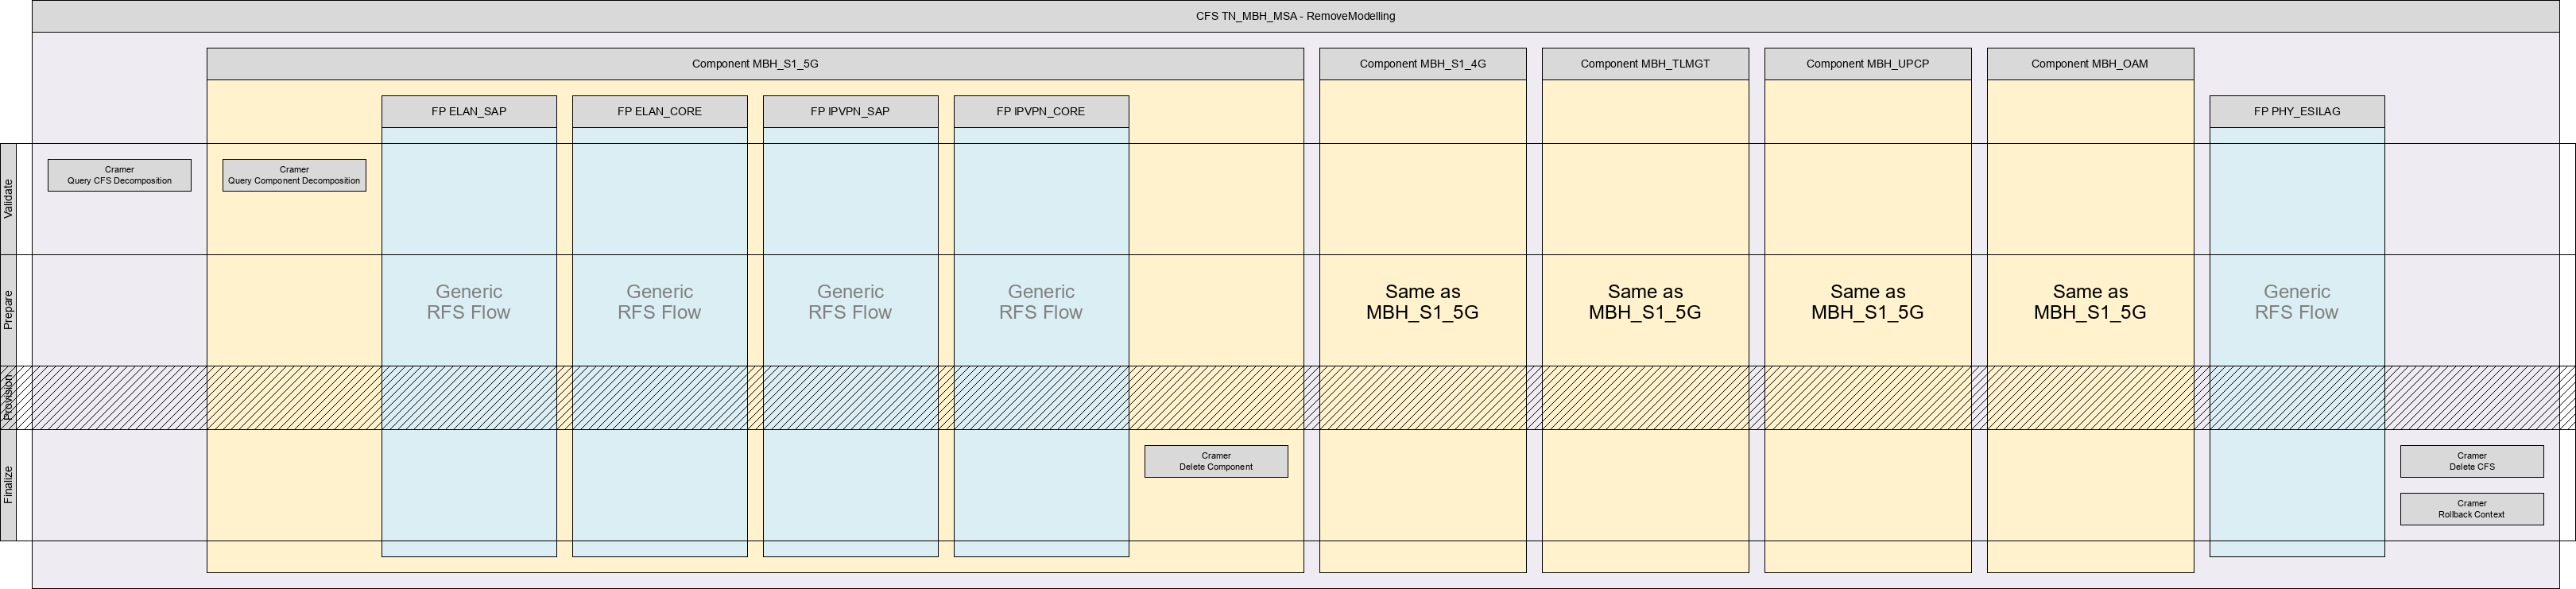 CFS TN_MBH_MSA - RemoveModelling
Component MBH_S1_5G
Component MBH_S1_4G
Component MBH_TLMGT
Component MBH_UPCP
Component MBH_OAM
FP ELAN_SAP
FP ELAN_CORE
FP IPVPN_SAP
FP IPVPN_CORE
FP PHY_ESILAG
Validate
Cramer
Query CFS Decomposition
Cramer
Query Component Decomposition
Prepare
Generic
RFS Flow
Generic
RFS Flow
Generic
RFS Flow
Generic
RFS Flow
Same as
MBH_S1_5G
Same as
MBH_S1_5G
Same as
MBH_S1_5G
Same as
MBH_S1_5G
Generic
RFS Flow
Provision
Finalize
Cramer
Delete Component
Cramer
Delete CFS
Cramer
Rollback Context